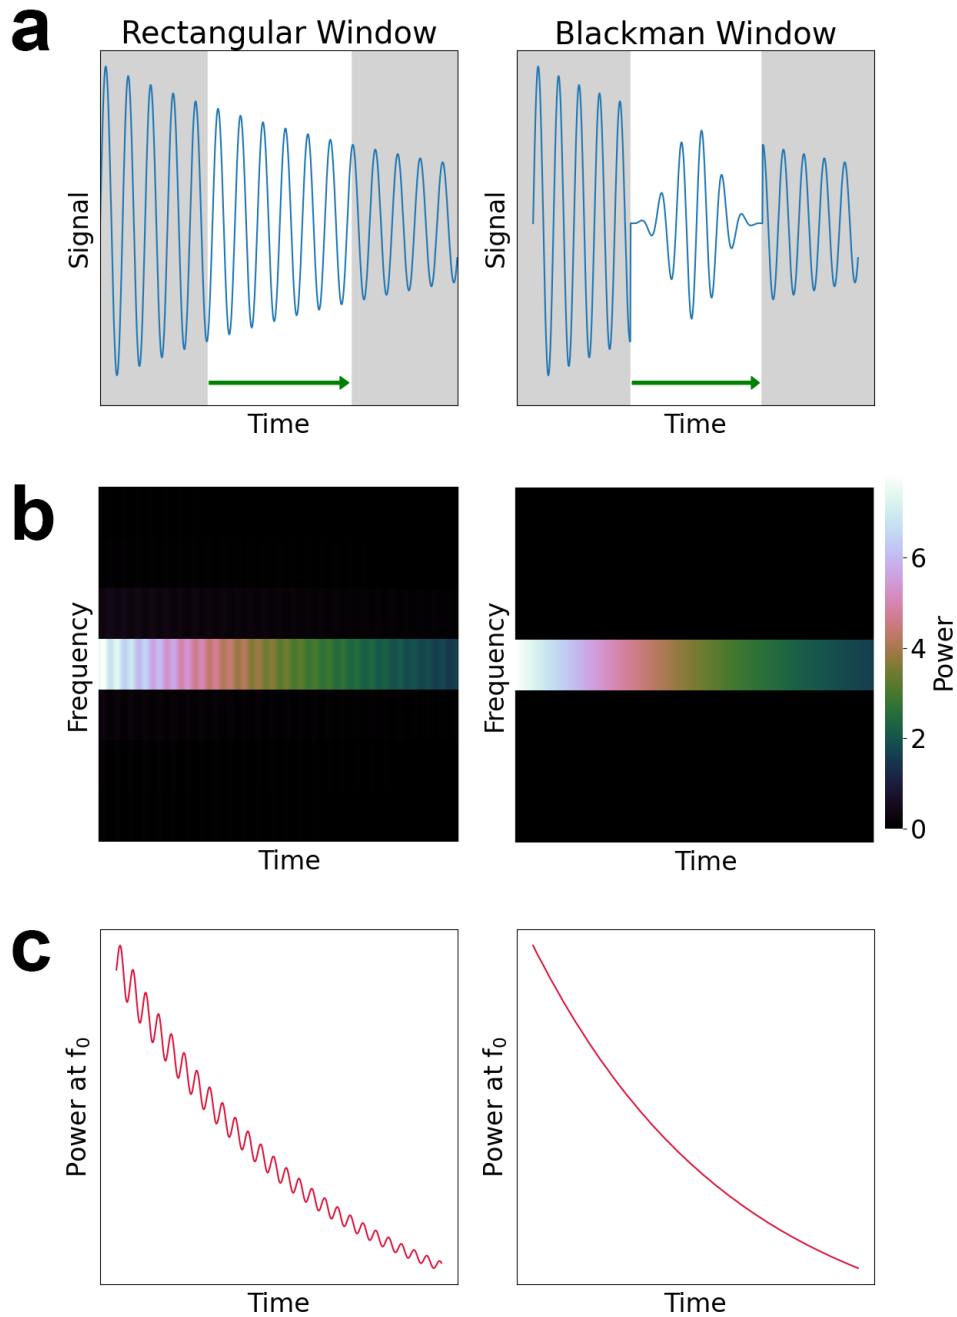 a
Rectangular Window
Blackman Window
Signal
Signal
Time
Time
b
Frequency
Frequency
6
4
2
0
Power
Time
Time
c
Power at f₀
Power at f₀
Time
Time